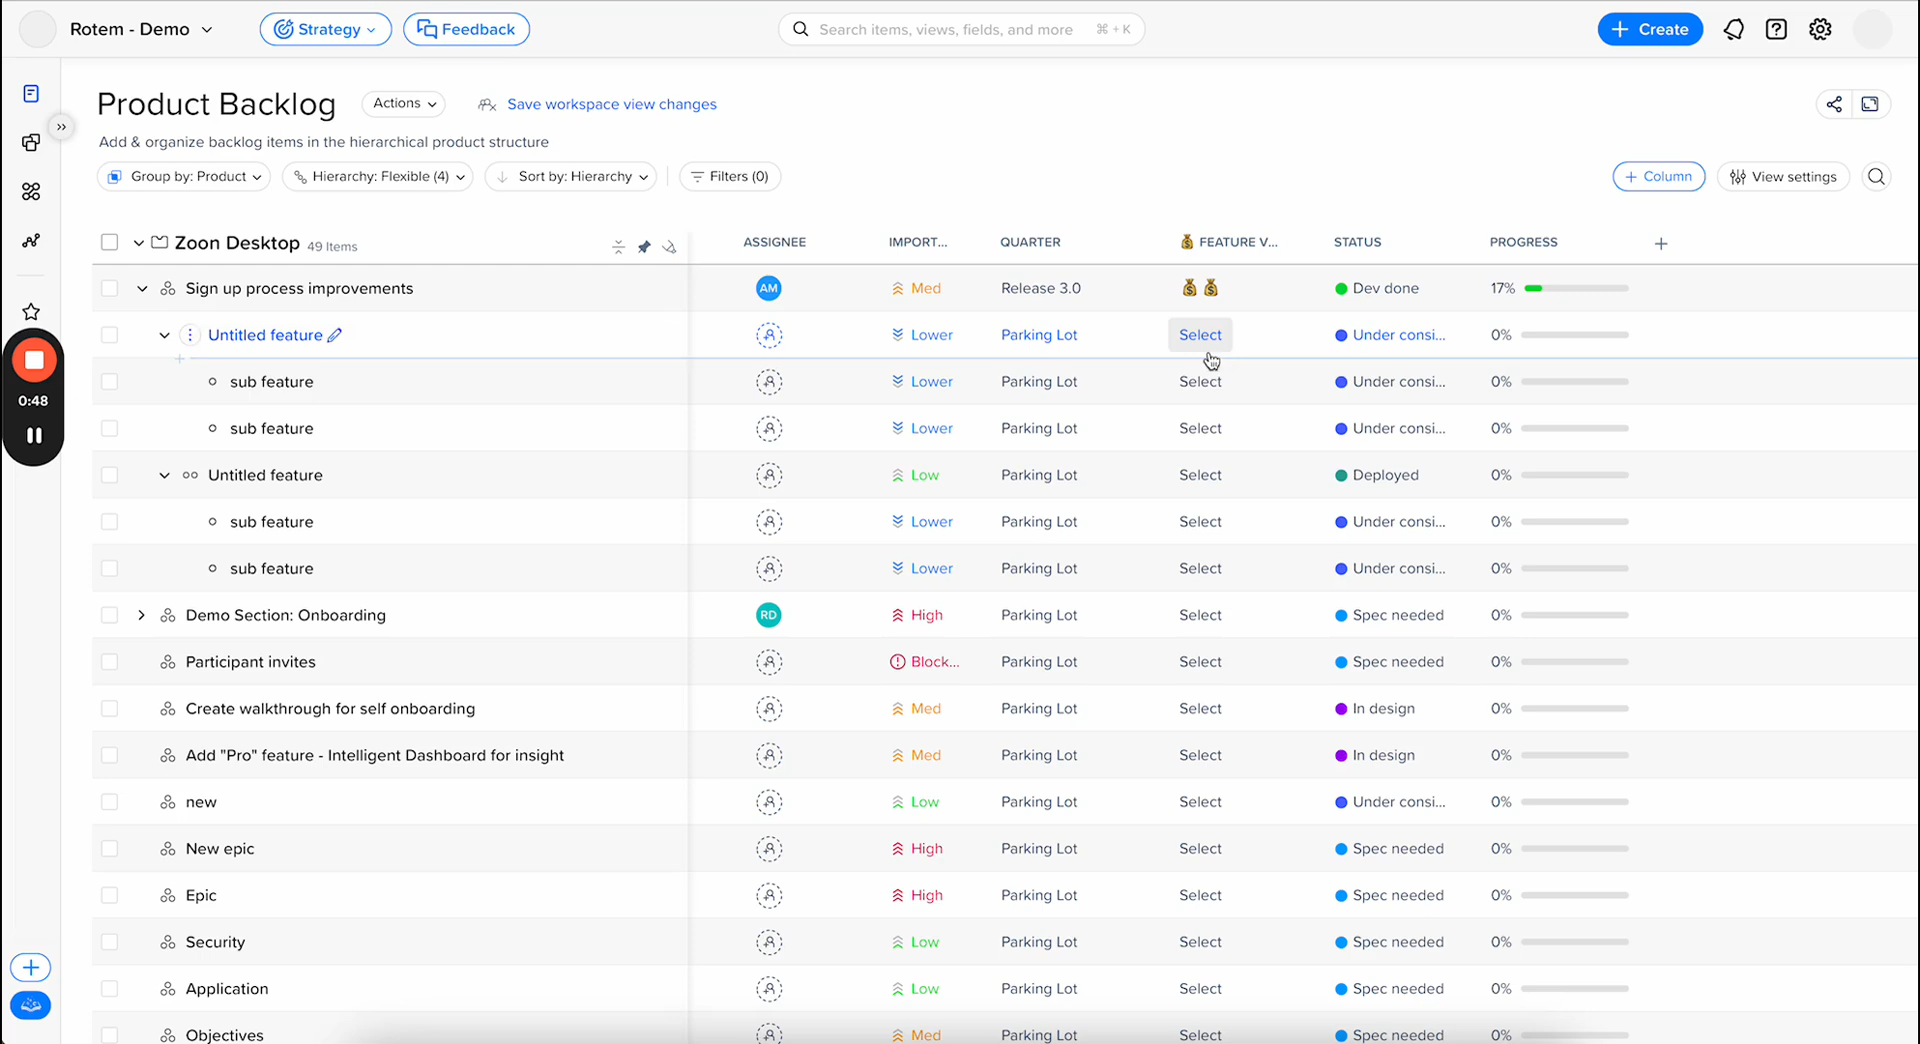 Rotem - Demo Strategy Feedback Search items, views, fields, and more ⌘ + K + Create
Product Backlog Actions Save workspace view changes
Add & organize backlog items in the hierarchical product structure
Group by: Product Hierarchy: Flexible (4) Sort by: Hierarchy Filters (0) + Column View settings
Zoon Desktop 49 Items ASSIGNEE IMPORT... QUARTER 💰 FEATURE V... STATUS PROGRESS +
Sign up process improvements AM Med Release 3.0 💰💰 Dev done 17%
Untitled feature Lower Parking Lot Select Under consi... 0%
sub feature Lower Parking Lot Select Under consi... 0%
0:48
sub feature Lower Parking Lot Select Under consi... 0%
Untitled feature Low Parking Lot Select Deployed 0%
sub feature Lower Parking Lot Select Under consi... 0%
sub feature Lower Parking Lot Select Under consi... 0%
Demo Section: Onboarding RD High Parking Lot Select Spec needed 0%
Participant invites Block... Parking Lot Select Spec needed 0%
Create walkthrough for self onboarding Med Parking Lot Select In design 0%
Add "Pro" feature - Intelligent Dashboard for insight Med Parking Lot Select In design 0%
new Low Parking Lot Select Under consi... 0%
New epic High Parking Lot Select Spec needed 0%
Epic High Parking Lot Select Spec needed 0%
Security Low Parking Lot Select Spec needed 0%
Application Low Parking Lot Select Spec needed 0%
Objectives Med Parking Lot Select Spec needed 0%